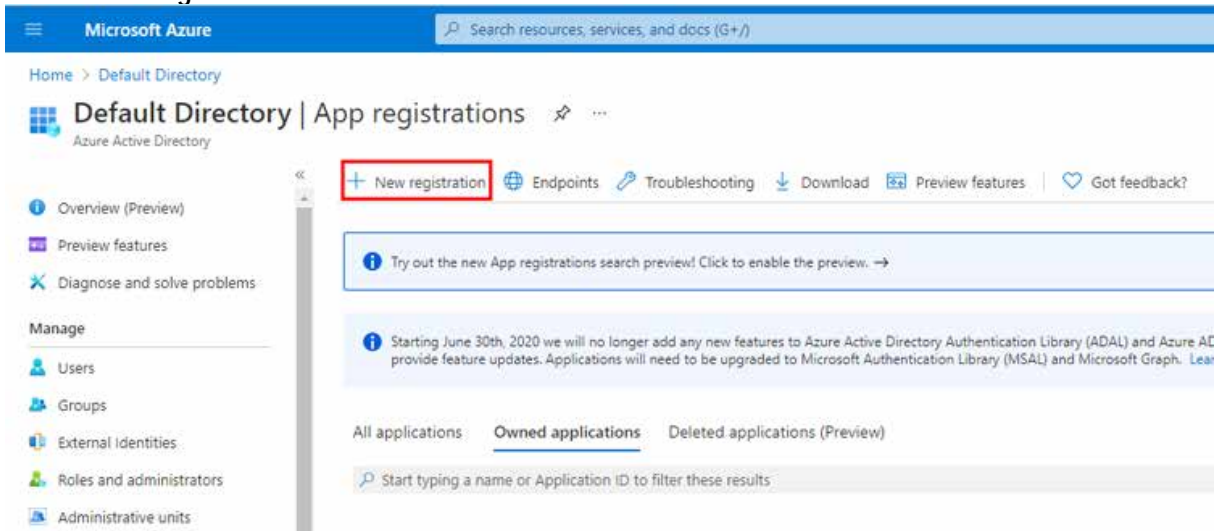 Microsoft Azure
Search resources, services, and docs (G+/)
Home > Default Directory
Default Directory | App registrations
Azure Active Directory
New registration
Endpoints
Troubleshooting
Download
Preview features
Got feedback?
Overview (Preview)
Preview features
Diagnose and solve problems
Try out the new App registrations search preview! Click to enable the preview. →
Manage
Starting June 30th, 2020 we will no longer add any new features to Azure Active Directory Authentication Library (ADAL) and Azure AD
provide feature updates. Applications will need to be upgraded to Microsoft Authentication Library (MSAL) and Microsoft Graph. Lear
Users
Groups
External Identities
Roles and administrators
Administrative units
All applications
Owned applications
Deleted applications (Preview)
Start typing a name or Application ID to filter these results